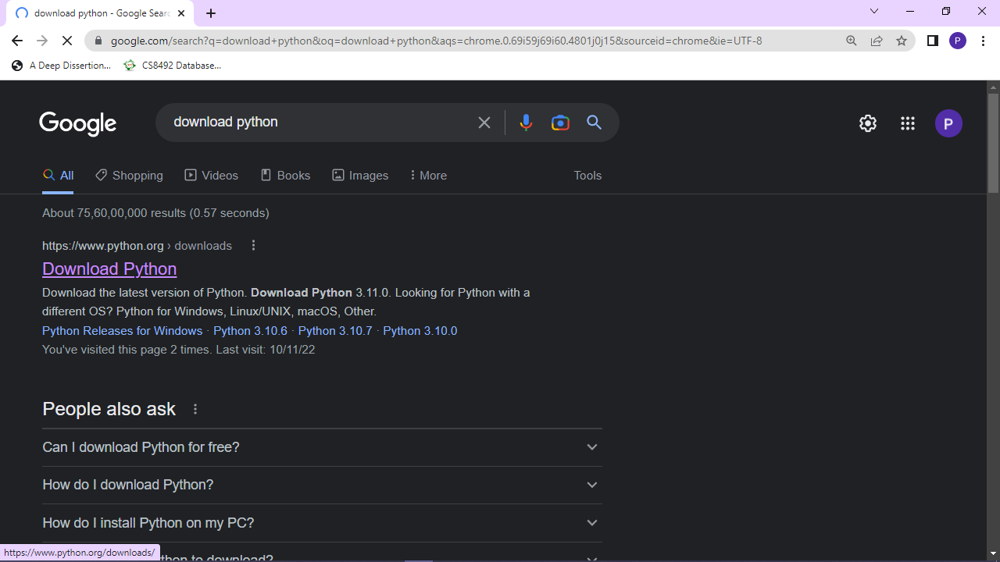 download python - Google Sear
google.com/search?q=download+python&oq=download+python&aqs=chrome.0.69i59j69i60.4801j0j15&sourceid=chrome&ie=UTF-8
P
A Deep Dissertion...
CS8492 Database...
Google
download python
P
All
Shopping
Videos
Books
Images
More
Tools
About 75,60,00,000 results (0.57 seconds)
https://www.python.org › downloads
Download Python
Download the latest version of Python. Download Python 3.11.0. Looking for Python with a
different OS? Python for Windows, Linux/UNIX, macOS, Other.
Python Releases for Windows · Python 3.10.6 · Python 3.10.7 · Python 3.10.0
You've visited this page 2 times. Last visit: 10/11/22
People also ask
Can I download Python for free?
How do I download Python?
How do I install Python on my PC?
thon to download?
https://www.python.org/downloads/